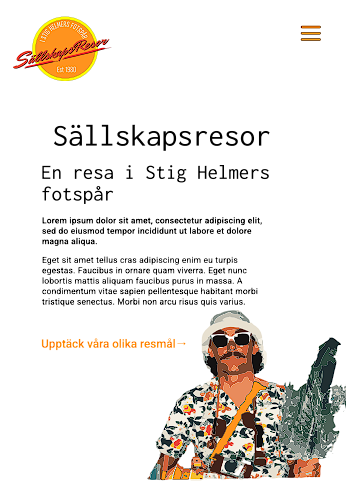 I STIG HELMERS FOTSPÅR
SällskapsResor
Est. 1980
Sällskapsresor
En resa i Stig Helmers
fotspår
Lorem ipsum dolor sit amet, consectetur adipiscing elit,
sed do eiusmod tempor incididunt ut labore et dolore
magna aliqua.
Eget sit amet tellus cras adipiscing enim eu turpis
egestas. Faucibus in ornare quam viverra. Eget nunc
lobortis mattis aliquam faucibus purus in massa. A
condimentum vitae sapien pellentesque habitant morbi
tristique senectus. Morbi non arcu risus quis varius.
Upptäck våra olika resmål→